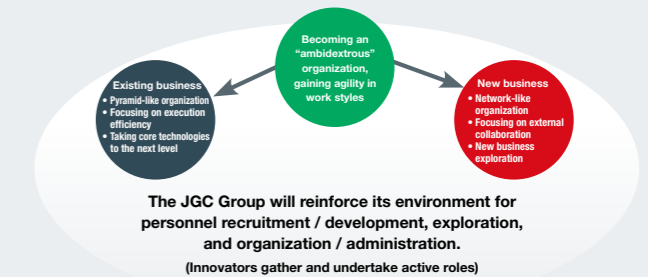 Becoming an
“ambidextrous”
organization,
gaining agility in
work styles
Existing business
• Pyramid-like organization
• Focusing on execution
efficiency
• Taking core technologies
to the next level
New business
• Network-like
organization
• Focusing on external
collaboration
• New business
exploration
The JGC Group will reinforce its environment for
personnel recruitment / development, exploration,
and organization / administration.
(Innovators gather and undertake active roles)